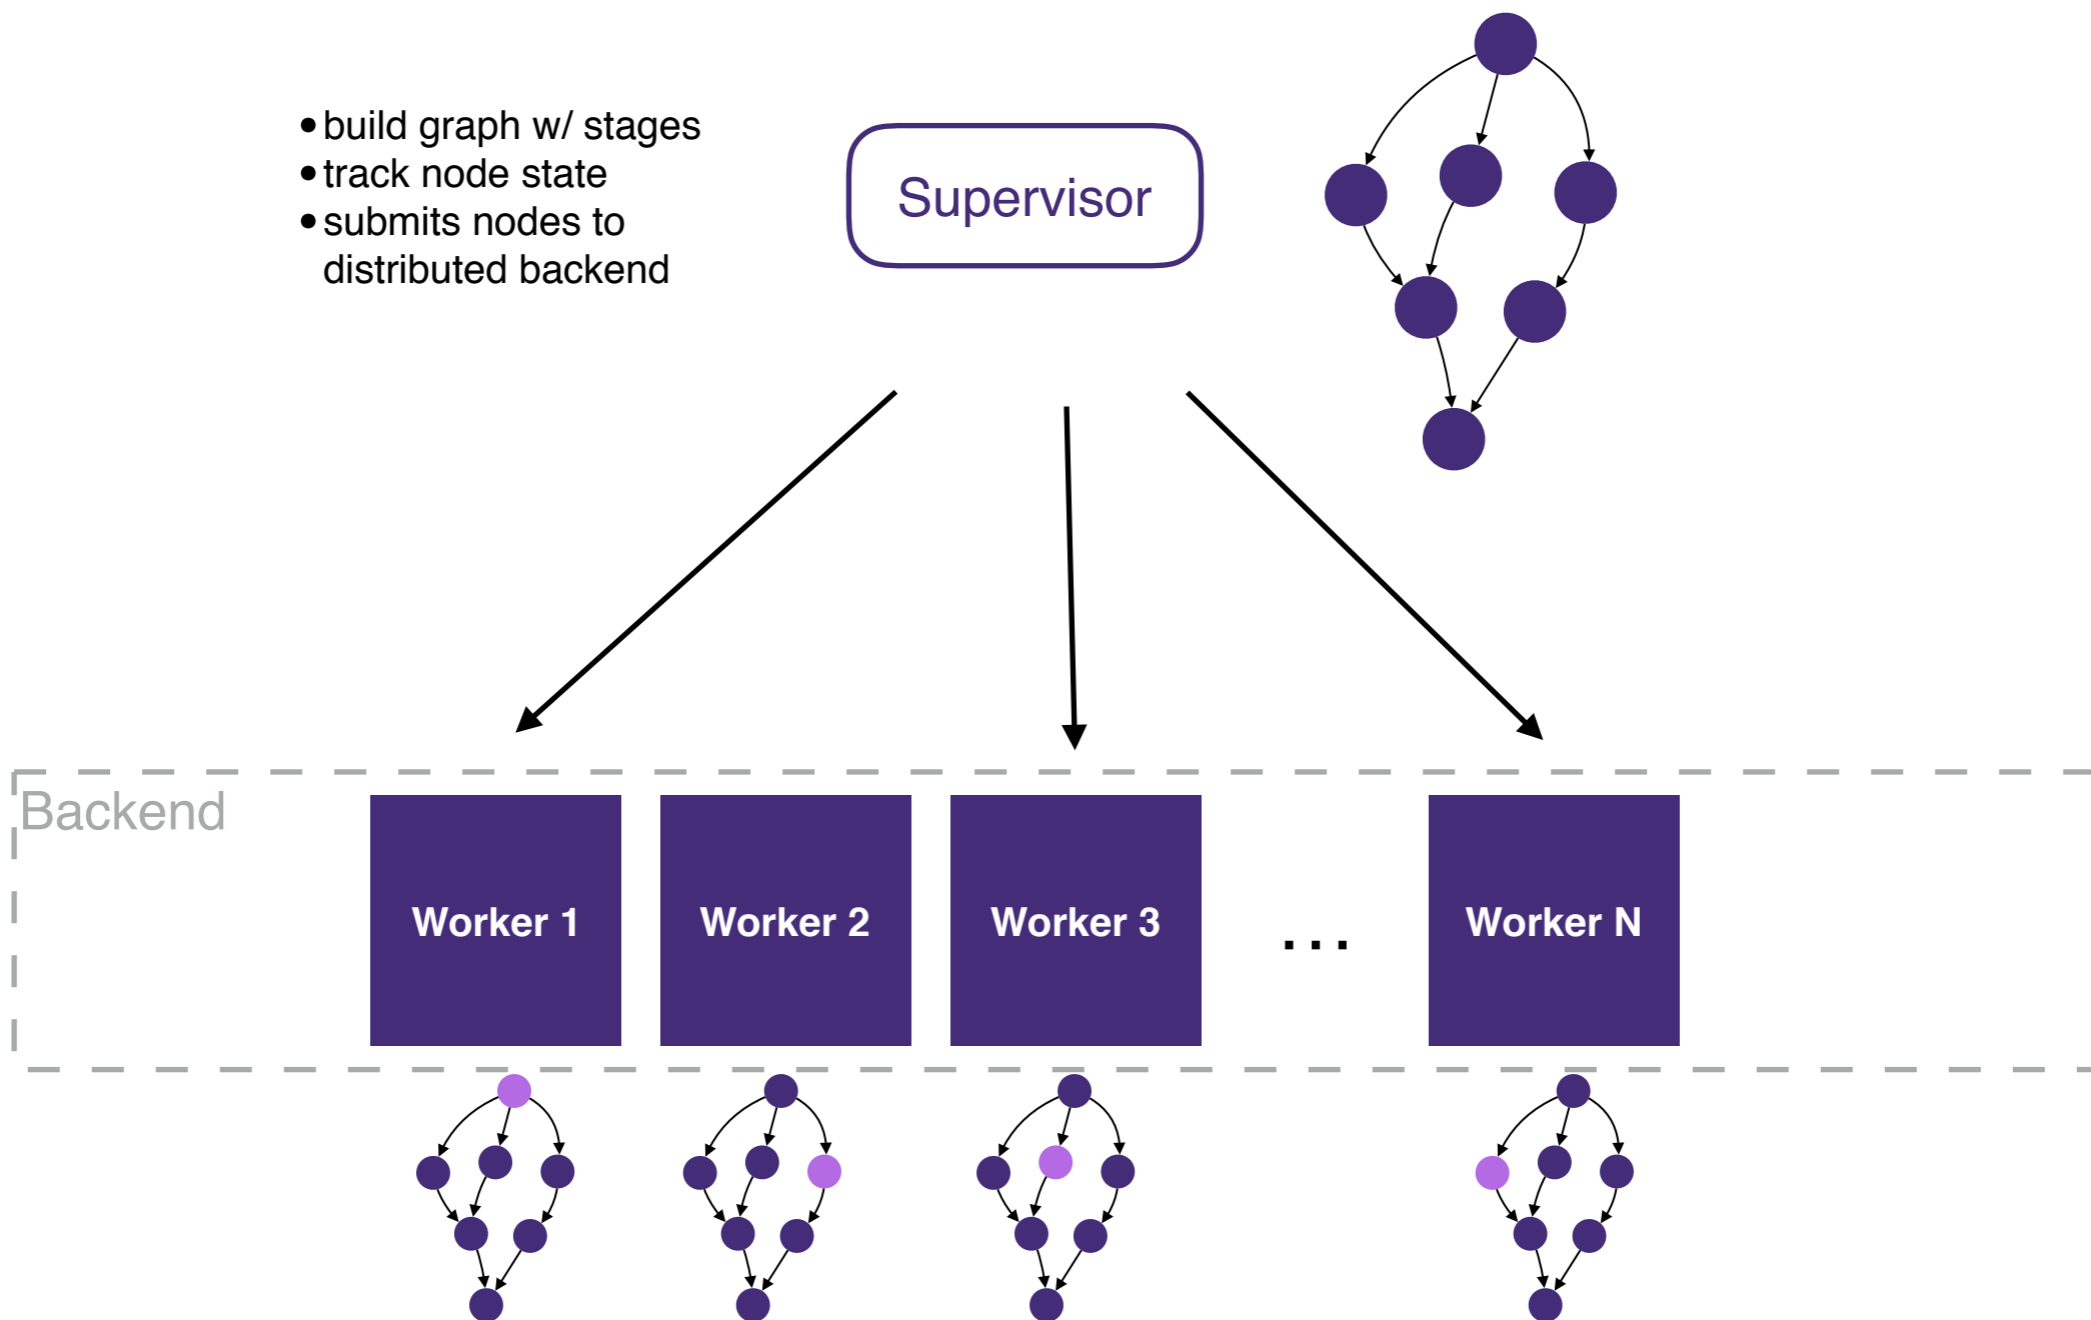 • build graph w/ stages
• track node state
• submits nodes to
distributed backend
Supervisor
Backend
Worker 1
Worker 2
Worker 3
...
Worker N